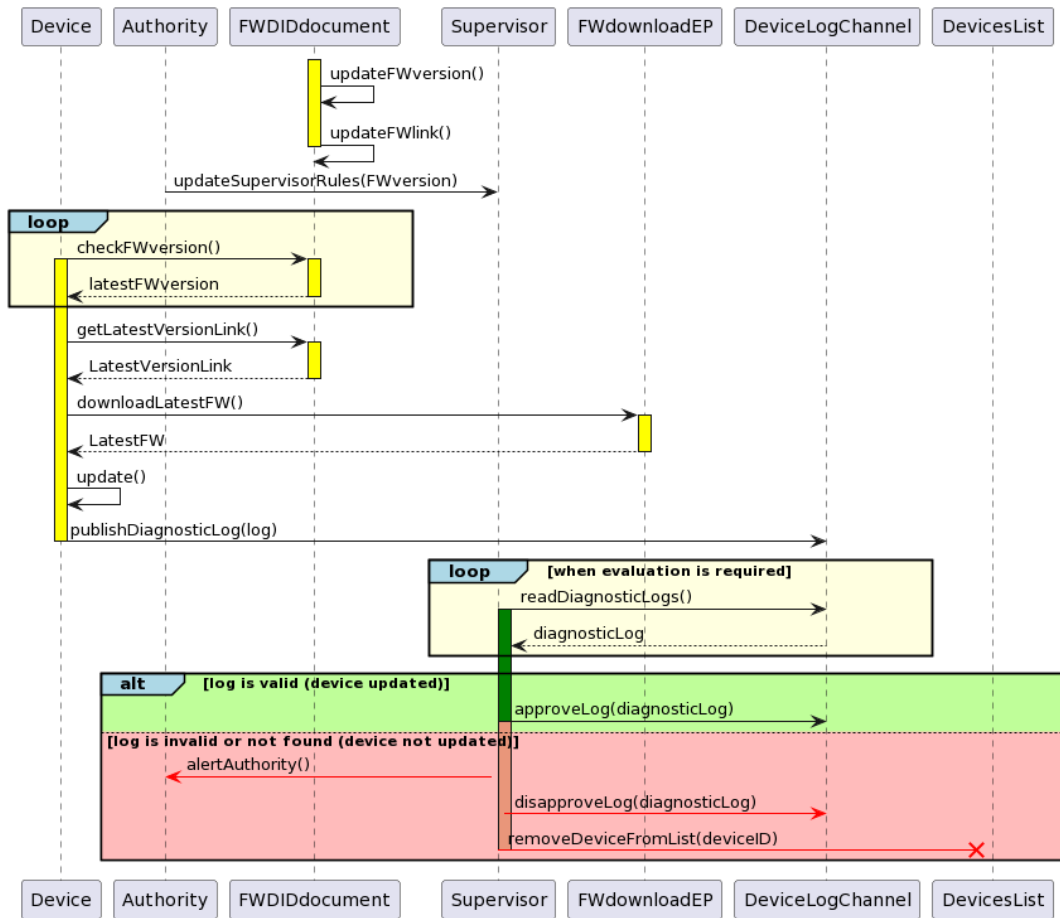 Device Authority FWDIDdocument Supervisor FWdownloadEP DeviceLogChannel DevicesList
updateFWversion()
updateFWlink()
updateSupervisorRules(FWversion)
loop
checkFWversion()
latestFWversion
getLatestVersionLink()
LatestVersionLink
downloadLatestFW()
LatestFW
update()
publishDiagnosticLog(log)
loop [when evaluation is required]
readDiagnosticLogs()
diagnosticLog
alt [log is valid (device updated)]
approveLog(diagnosticLog)
[log is invalid or not found (device not updated)]
alertAuthority()
disapproveLog(diagnosticLog)
removeDeviceFromList(deviceID)
Device Authority FWDIDdocument Supervisor FWdownloadEP DeviceLogChannel DevicesList